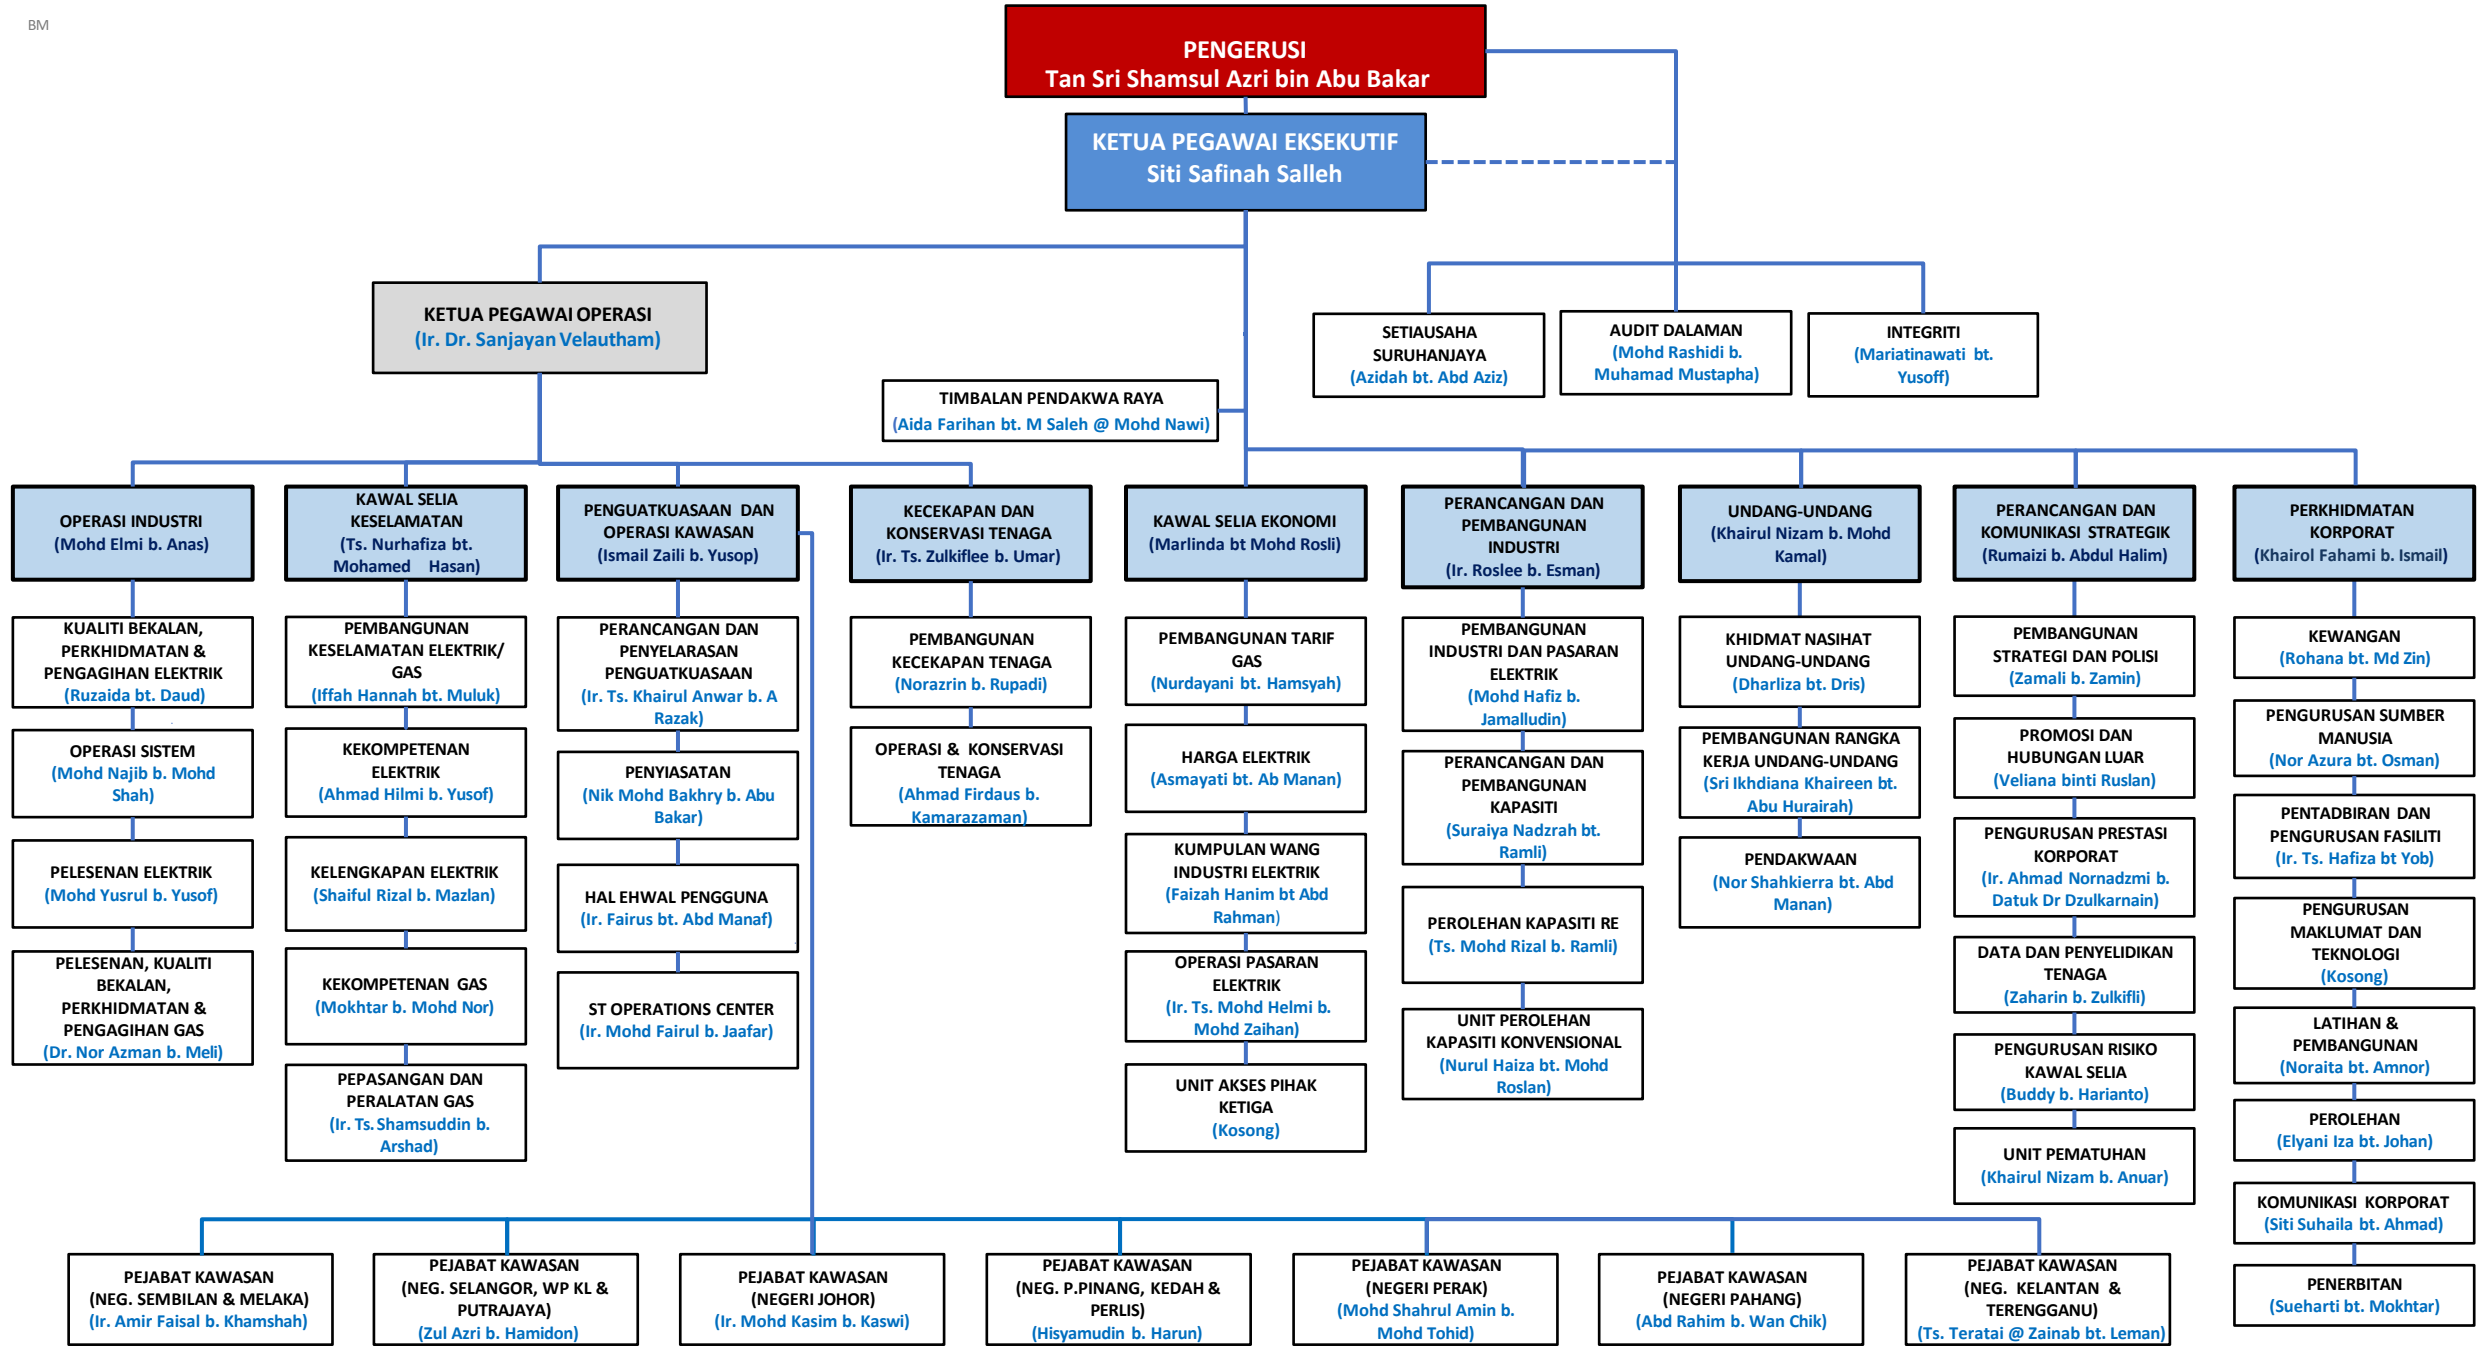 BM
PENGERUSI
Tan Sri Shamsul Azri bin Abu Bakar
KETUA PEGAWAI EKSEKUTIF
Siti Safinah Salleh
KETUA PEGAWAI OPERASI
(Ir. Dr. Sanjayan Velautham)
SETIAUSAHA
SURUHANJAYA
(Azidah bt. Abd Aziz)
AUDIT DALAMAN
(Mohd Rashidi b.
Muhamad Mustapha)
INTEGRITI
(Mariatinawati bt.
Yusoff)
TIMBALAN PENDAKWA RAYA
(Aida Farihan bt. M Saleh @ Mohd Nawi)
OPERASI INDUSTRI
(Mohd Elmi b. Anas)
KUALITI BEKALAN,
PERKHIDMATAN &
PENGAGIHAN ELEKTRIK
(Ruzaida bt. Daud)
OPERASI SISTEM
(Mohd Najib b. Mohd
Shah)
PELESENAN ELEKTRIK
(Mohd Yusrul b. Yusof)
PELESENAN, KUALITI
BEKALAN,
PERKHIDMATAN &
PENGAGIHAN GAS
(Dr. Nor Azman b. Meli)
KAWAL SELIA
KESELAMATAN
(Ts. Nurhafiza bt.
Mohamed Hasan)
PEMBANGUNAN
KESELAMATAN ELEKTRIK/
GAS
(Iffah Hannah bt. Muluk)
KEKOMPETENAN
ELEKTRIK
(Ahmad Hilmi b. Yusof)
KELENGKAPAN ELEKTRIK
(Shaiful Rizal b. Mazlan)
KEKOMPETENAN GAS
(Mokhtar b. Mohd Nor)
PEPASANGAN DAN
PERALATAN GAS
(Ir. Ts. Shamsuddin b.
Arshad)
PENGUATKUASAAN DAN
OPERASI KAWASAN
(Ismail Zaili b. Yusop)
PERANCANGAN DAN
PENYELARASAN
PENGUATKUASAAN
(Ir. Ts. Khairul Anwar b. A
Razak)
PENYIASATAN
(Nik Mohd Bakhry b. Abu
Bakar)
HAL EHWAL PENGGUNA
(Ir. Fairus bt. Abd Manaf)
ST OPERATIONS CENTER
(Ir. Mohd Fairul b. Jaafar)
KECEKAPAN DAN
KONSERVASI TENAGA
(Ir. Ts. Zulkiflee b. Umar)
PEMBANGUNAN
KECEKAPAN TENAGA
(Norazrin b. Rupadi)
OPERASI & KONSERVASI
TENAGA
(Ahmad Firdaus b.
Kamarazaman)
KAWAL SELIA EKONOMI
(Marlinda bt Mohd Rosli)
PEMBANGUNAN TARIF
GAS
(Nurdayani bt. Hamsyah)
HARGA ELEKTRIK
(Asmayati bt. Ab Manan)
KUMPULAN WANG
INDUSTRI ELEKTRIK
(Faizah Hanim bt Abd
Rahman)
OPERASI PASARAN
ELEKTRIK
(Ir. Ts. Mohd Helmi b.
Mohd Zaihan)
UNIT AKSES PIHAK
KETIGA
(Kosong)
PERANCANGAN DAN
PEMBANGUNAN
INDUSTRI
(Ir. Roslee b. Esman)
PEMBANGUNAN
INDUSTRI DAN PASARAN
ELEKTRIK
(Mohd Hafiz b.
Jamalludin)
PERANCANGAN DAN
PEMBANGUNAN
KAPASITI
(Suraiya Nadzrah bt.
Ramli)
PEROLEHAN KAPASITI RE
(Ts. Mohd Rizal b. Ramli)
UNIT PEROLEHAN
KAPASITI KONVENSIONAL
(Nurul Haiza bt. Mohd
Roslan)
UNDANG-UNDANG
(Khairul Nizam b. Mohd
Kamal)
KHIDMAT NASIHAT
UNDANG-UNDANG
(Dharliza bt. Dris)
PEMBANGUNAN RANGKA
KERJA UNDANG-UNDANG
(Sri Ikhdiana Khaireen bt.
Abu Hurairah)
PENDAKWAAN
(Nor Shahkierra bt. Abd
Manan)
PERANCANGAN DAN
KOMUNIKASI STRATEGIK
(Rumaizi b. Abdul Halim)
PEMBANGUNAN
STRATEGI DAN POLISI
(Zamali b. Zamin)
PROMOSI DAN
HUBUNGAN LUAR
(Veliana binti Ruslan)
PENGURUSAN PRESTASI
KORPORAT
(Ir. Ahmad Nornadzmi b.
Datuk Dr Dzulkarnain)
DATA DAN PENYELIDIKAN
TENAGA
(Zaharin b. Zulkifli)
PENGURUSAN RISIKO
KAWAL SELIA
(Buddy b. Harianto)
UNIT PEMATUHAN
(Khairul Nizam b. Anuar)
PERKHIDMATAN
KORPORAT
(Khairol Fahami b. Ismail)
KEWANGAN
(Rohana bt. Md Zin)
PENGURUSAN SUMBER
MANUSIA
(Nor Azura bt. Osman)
PENTADBIRAN DAN
PENGURUSAN FASILITI
(Ir. Ts. Hafiza bt Yob)
PENGURUSAN
MAKLUMAT DAN
TEKNOLOGI
(Kosong)
LATIHAN &
PEMBANGUNAN
(Noraita bt. Amnor)
PEROLEHAN
(Elyani Iza bt. Johan)
KOMUNIKASI KORPORAT
(Siti Suhaila bt. Ahmad)
PENERBITAN
(Sueharti bt. Mokhtar)
PEJABAT KAWASAN
(NEG. SEMBILAN & MELAKA)
(Ir. Amir Faisal b. Khamshah)
PEJABAT KAWASAN
(NEG. SELANGOR, WP KL &
PUTRAJAYA)
(Zul Azri b. Hamidon)
PEJABAT KAWASAN
(NEGERI JOHOR)
(Ir. Mohd Kasim b. Kaswi)
PEJABAT KAWASAN
(NEG. P.PINANG, KEDAH &
PERLIS)
(Hisyamudin b. Harun)
PEJABAT KAWASAN
(NEGERI PERAK)
(Mohd Shahrul Amin b.
Mohd Tohid)
PEJABAT KAWASAN
(NEGERI PAHANG)
(Abd Rahim b. Wan Chik)
PEJABAT KAWASAN
(NEG. KELANTAN &
TERENGGANU)
(Ts. Teratai @ Zainab bt. Leman)